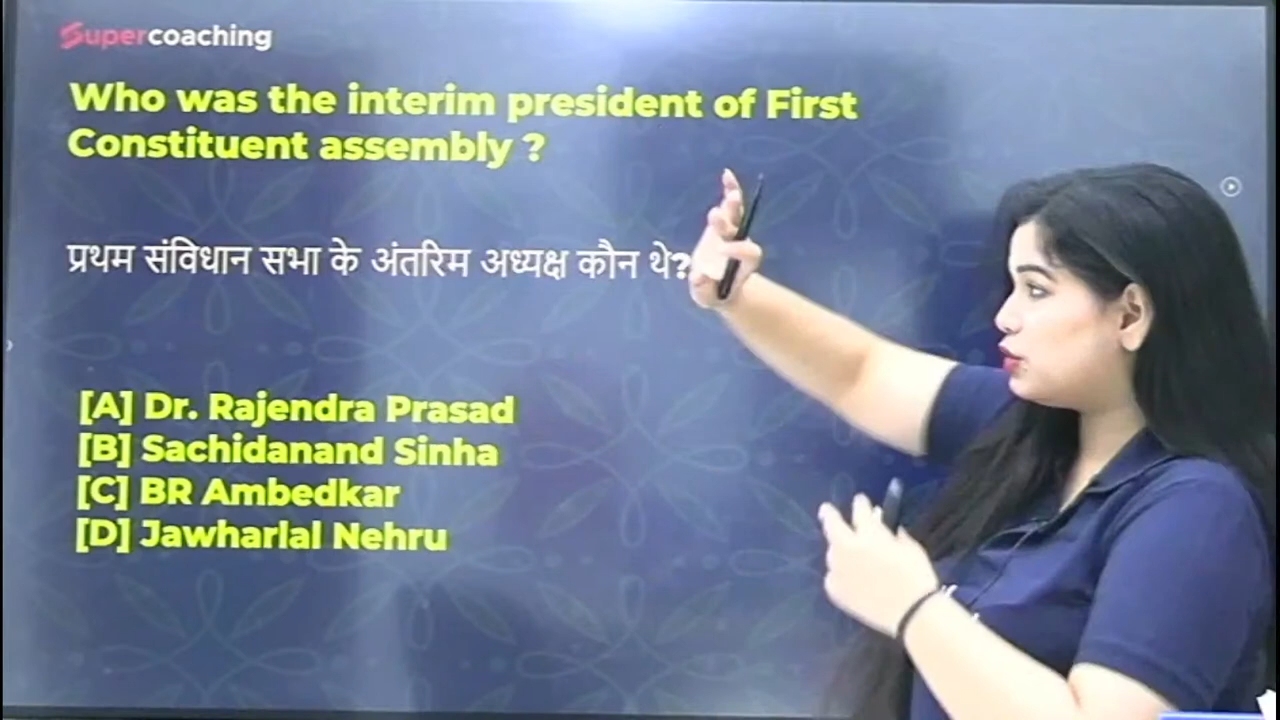 Supercoaching
Who was the interim president of First
Constituent assembly ?
प्रथम संविधान सभा के अंतरिम अध्यक्ष कौन थे?
[A] Dr. Rajendra Prasad
[B] Sachidanand Sinha
[C] BR Ambedkar
[D] Jawharlal Nehru